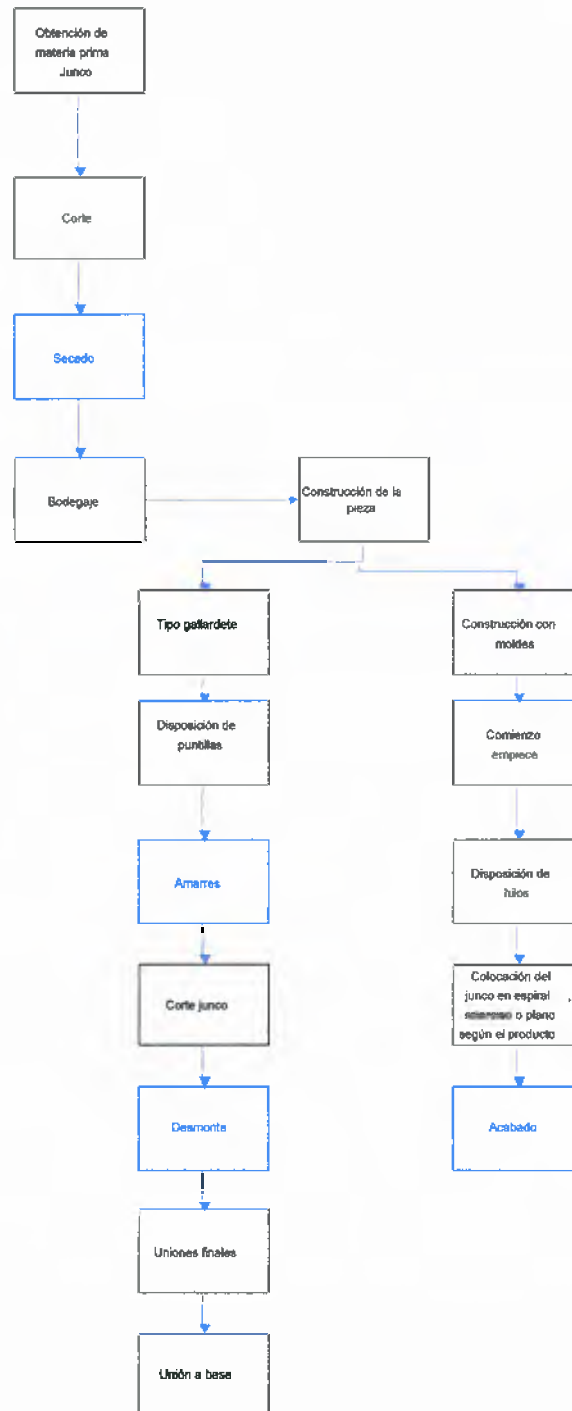 Obtención de
materia prima
Junco
Corte
Secado
Bodegaje
Construcción de la
pieza
Tipo gallardete
Construcción con
moldes
Disposición de
puntillas
Comienzo
empiece
Amarres
Disposición de
hilos
Corte junco
Colocación del
junco en espiral
o plano
según el producto
Desmonte
Acabado
Uniones finales
Unión a base